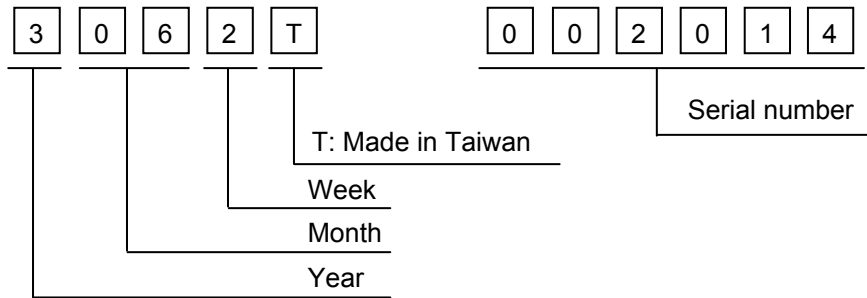 3 0 6 2 T 0 0 2 0 1 4
Serial number
T: Made in Taiwan
Week
Month
Year